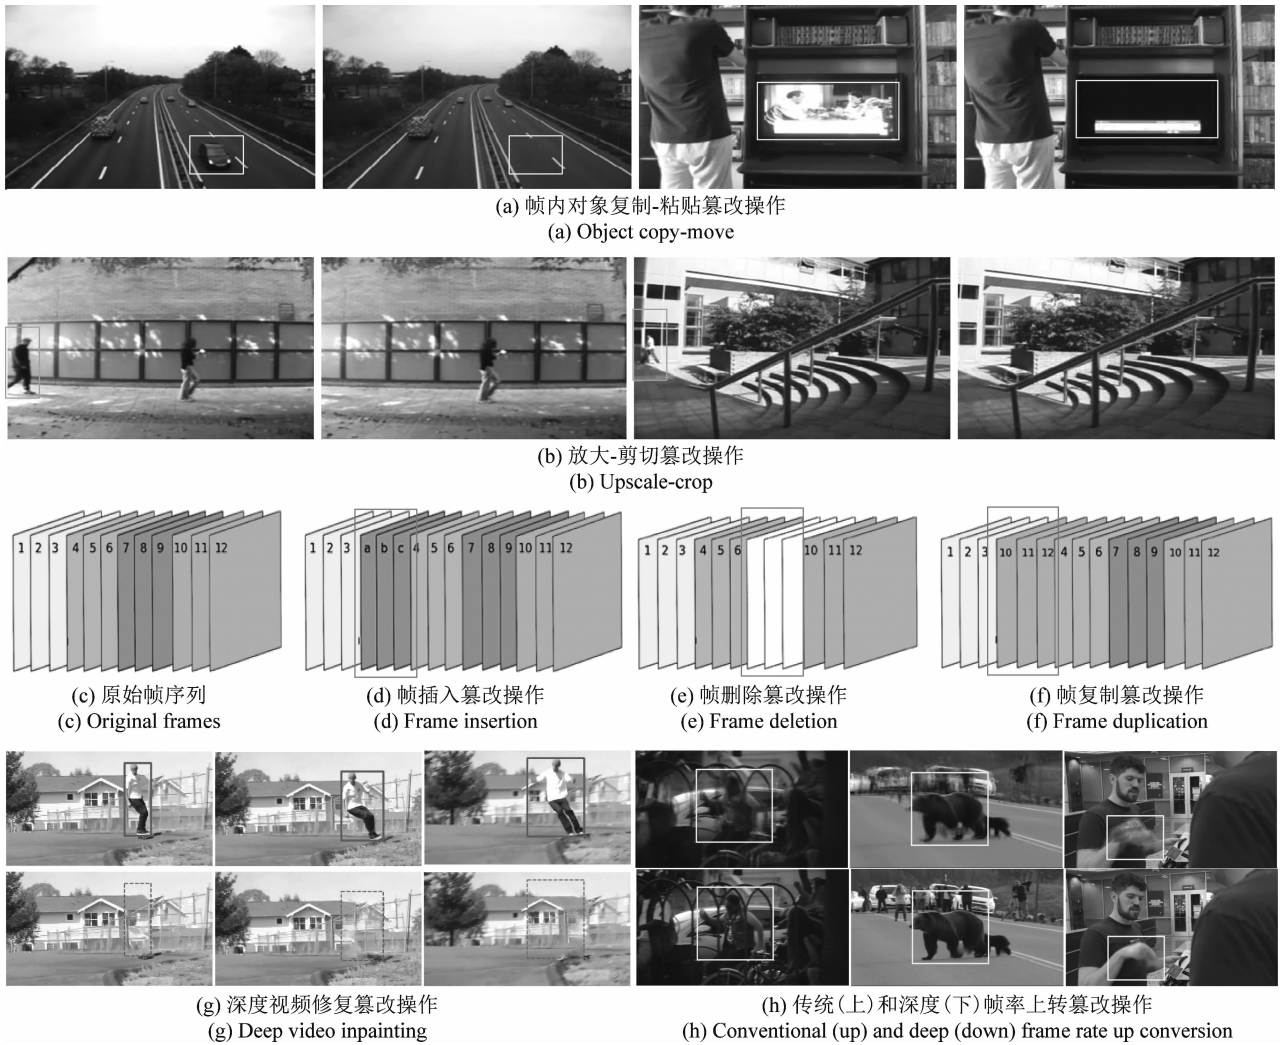 (a) 帧内对象复制-粘贴篡改操作
(a) Object copy-move
(b) 放大-剪切篡改操作
(b) Upscale-crop
1 2 3 4 5 6 7 8 9 10 11 12
1 2 3 a b c 4 5 6 7 8 9 10 11 12
1 2 3 4 5 6 10 11 12
1 2 3 10 11 12 4 5 6 7 8 9 10 11 12
(c) 原始帧序列
(c) Original frames
(d) 帧插入篡改操作
(d) Frame insertion
(e) 帧删除篡改操作
(e) Frame deletion
(f) 帧复制篡改操作
(f) Frame duplication
(g) 深度视频修复篡改操作
(g) Deep video inpainting
(h) 传统(上)和深度(下)帧率上转篡改操作
(h) Conventional (up) and deep (down) frame rate up conversion